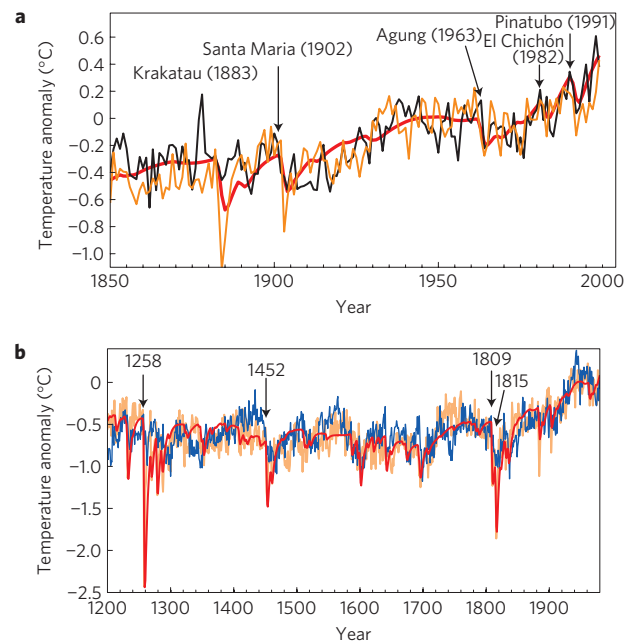 a
Temperature anomaly (°C)
0.6
0.4
0.2
0
−0.2
−0.4
−0.6
−0.8
−1.0
Krakatau (1883)
Santa Maria (1902)
Agung (1963)
Pinatubo (1991)
El Chichón
(1982)
1850
1900
1950
2000
Year
b
Temperature anomaly (°C)
0
−0.5
−1.0
−1.5
−2.0
−2.5
1258
1452
1809
1815
1200
1300
1400
1500
1600
1700
1800
1900
Year